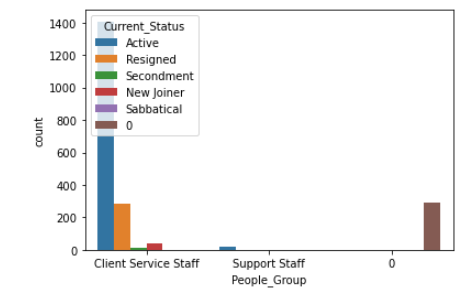 Current_Status
Active
Resigned
Secondment
New Joiner
Sabbatical
0
1400
1200
1000
800
600
400
200
0
count
Client Service Staff
Support Staff
0
People_Group